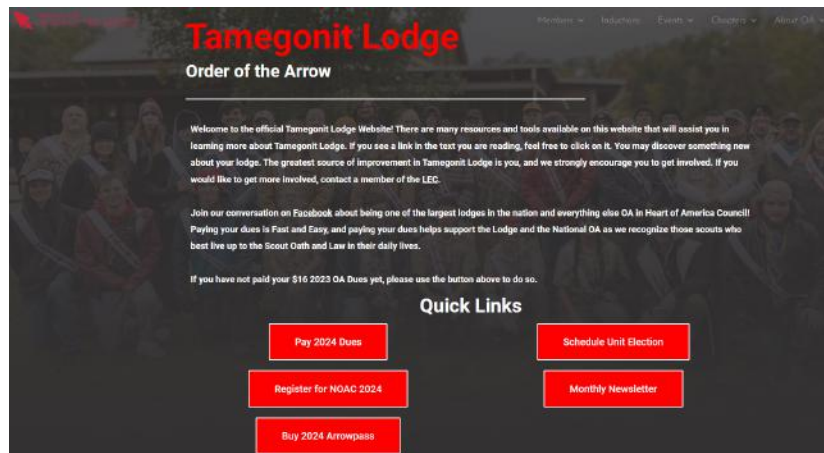 Members Inductions Events Chapters About OA
Tamegonit Lodge
Order of the Arrow
Welcome to the official Tamegonit Lodge Website! There are many resources and tools available on this website that will assist you in
learning more about Tamegonit Lodge. If you see a link in the text you are reading, feel free to click on it. You may discover something new
about your lodge. The greatest source of improvement in Tamegonit Lodge is you, and we strongly encourage you to get involved. If you
would like to get more involved, contact a member of the LEC.
Join our conversation on Facebook about being one of the largest lodges in the nation and everything else OA in Heart of America Council!
Paying your dues is Fast and Easy, and paying your dues helps support the Lodge and the National OA as we recognize those scouts who
best live up to the Scout Oath and Law in their daily lives.
If you have not paid your $16 2023 OA Dues yet, please use the button above to do so.
Quick Links
Pay 2024 Dues
Schedule Unit Election
Register for NOAC 2024
Monthly Newsletter
Buy 2024 Arrowpass